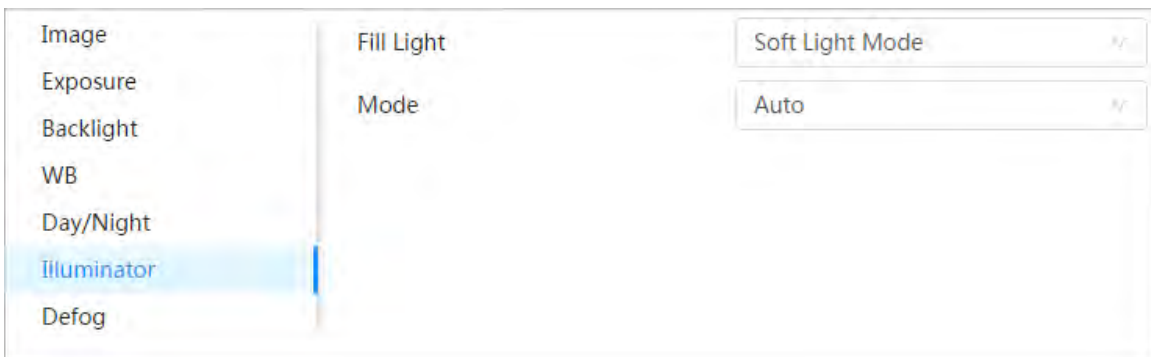 Image
Exposure
Backlight
WB
Day/Night
Illuminator
Defog
Fill Light
Soft Light Mode
Mode
Auto